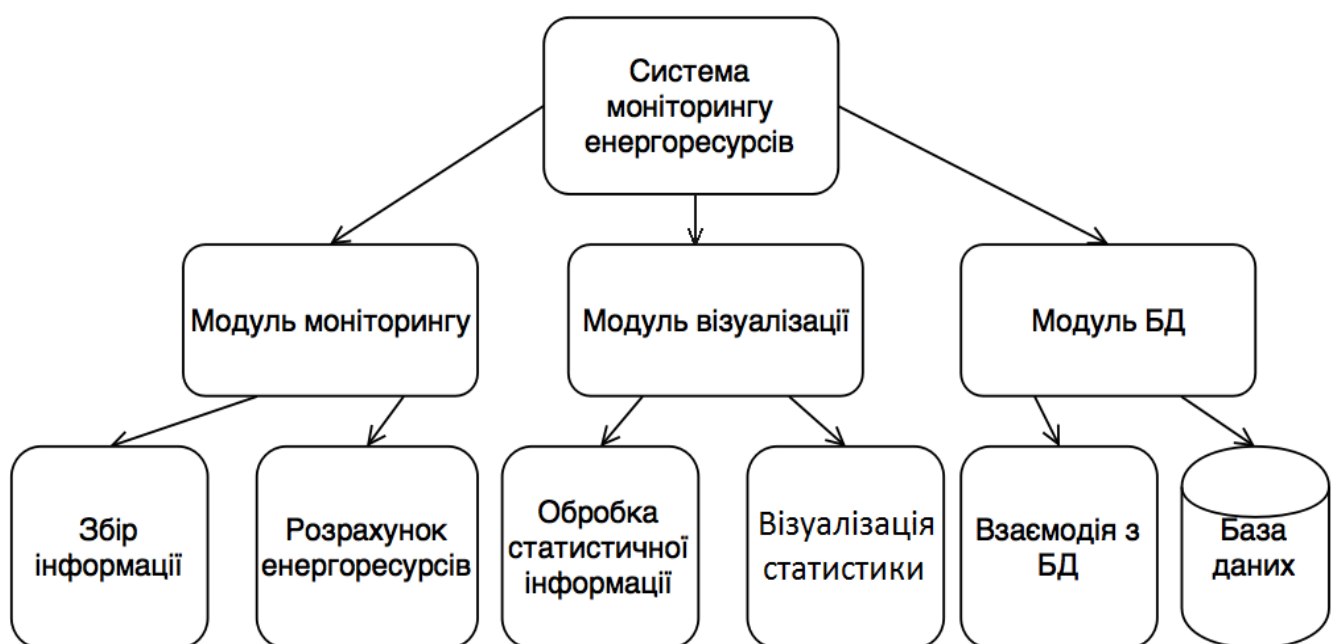 Система
моніторингу
енергоресурсів
Модуль моніторингу
Модуль візуалізації
Модуль БД
Збір
інформації
Розрахунок
енергоресурсів
Обробка
статистичної
інформації
Візуалізація
статистики
Взаємодія з
БД
База
даних